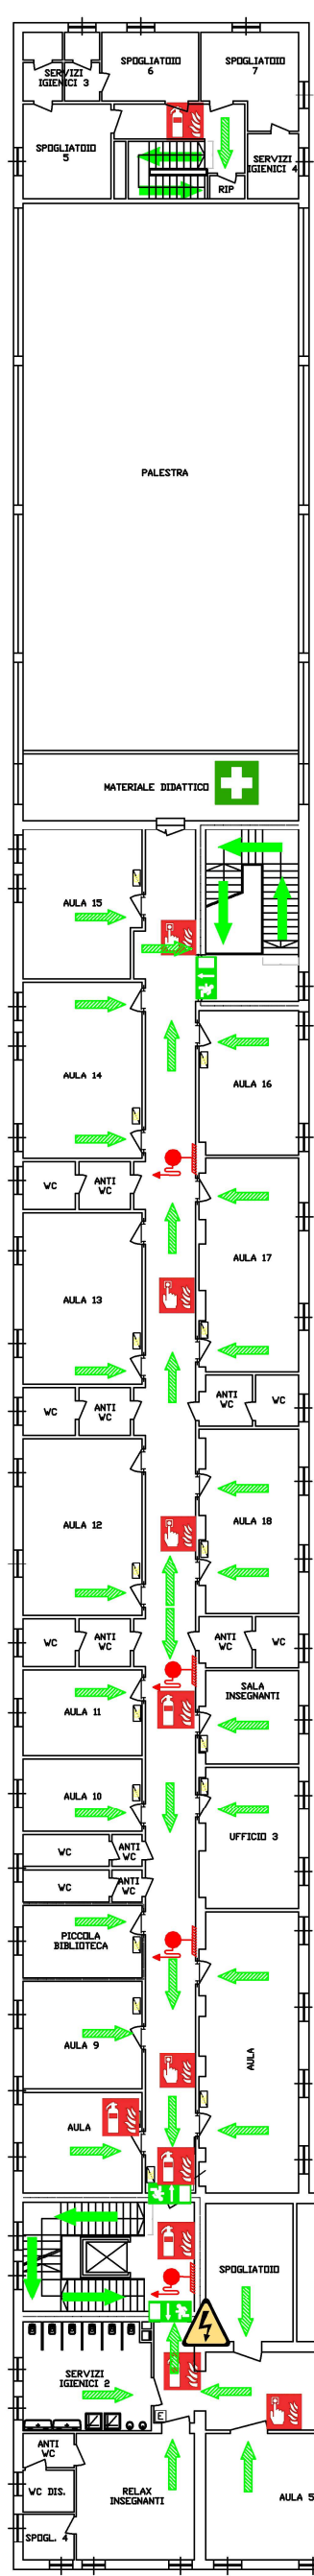 SPOGLIATOIO
6
SPOGLIATOIO
7
SERVIZI
IGIENICI 3
SPOGLIATOIO
5
SERVIZI
IGIENICI 4
RIP
PALESTRA
MATERIALE DIDATTICO
AULA 15
AULA 14
AULA 16
WC
ANTI
WC
AULA 17
AULA 13
WC
ANTI
WC
ANTI
WC
WC
AULA 12
AULA 18
WC
ANTI
WC
ANTI
WC
WC
SALA
INSEGNANTI
AULA 11
AULA 10
UFFICIO 3
WC
ANTI
WC
WC
ANTI
WC
PICCOLA
BIBLIOTECA
AULA 9
AULA
AULA
SPOGLIATOIO
SERVIZI
IGIENICI 2
E
ANTI
WC
WC DIS.
RELAX
INSEGNANTI
AULA 5
SPOGL. 4